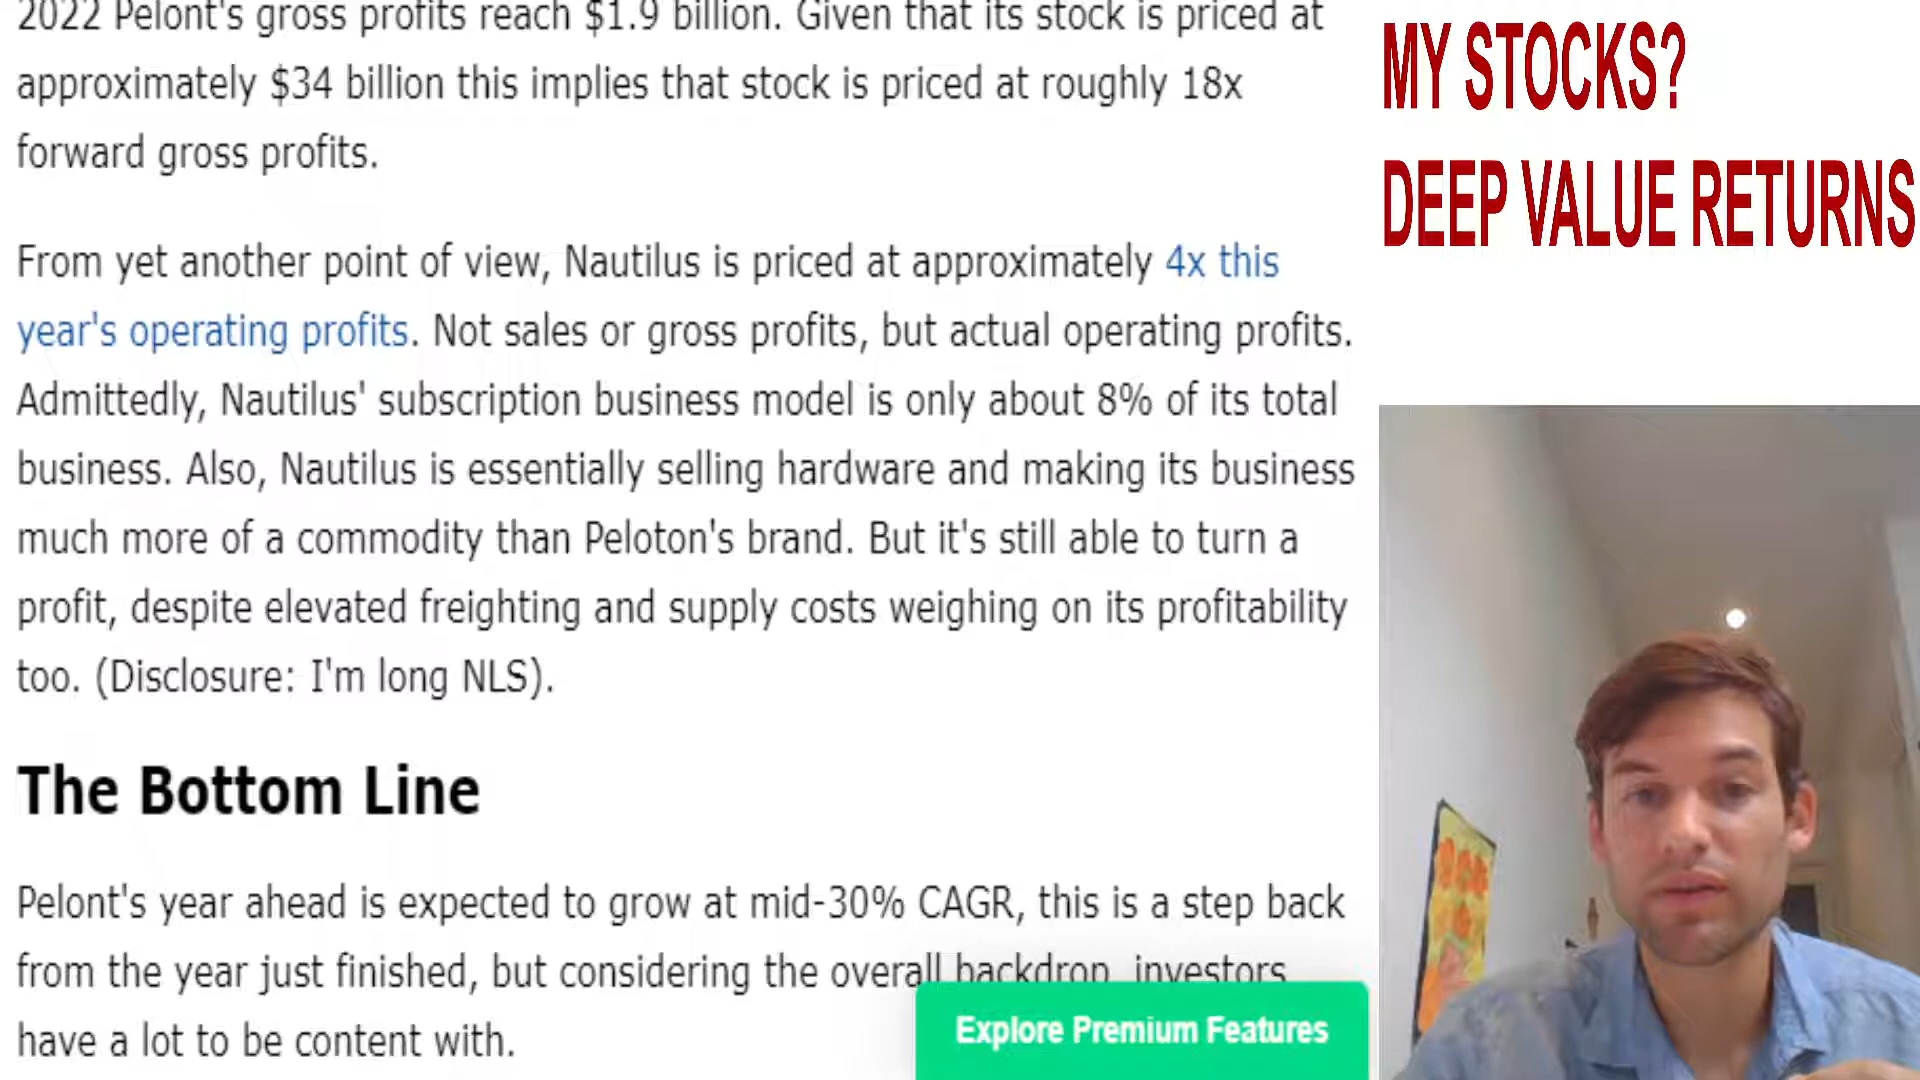 2022 Pelont's gross profits reach $1.9 billion. Given that its stock is priced at
approximately $34 billion this implies that stock is priced at roughly 18x
forward gross profits.
From yet another point of view, Nautilus is priced at approximately 4x this
year's operating profits. Not sales or gross profits, but actual operating profits.
Admittedly, Nautilus' subscription business model is only about 8% of its total
business. Also, Nautilus is essentially selling hardware and making its business
much more of a commodity than Peloton's brand. But it's still able to turn a
profit, despite elevated freighting and supply costs weighing on its profitability
too. (Disclosure: I'm long NLS).
The Bottom Line
Pelont's year ahead is expected to grow at mid-30% CAGR, this is a step back
from the year just finished, but considering the overall backdrop, investors
have a lot to be content with.
Explore Premium Features
MY STOCKS?
DEEP VALUE RETURNS